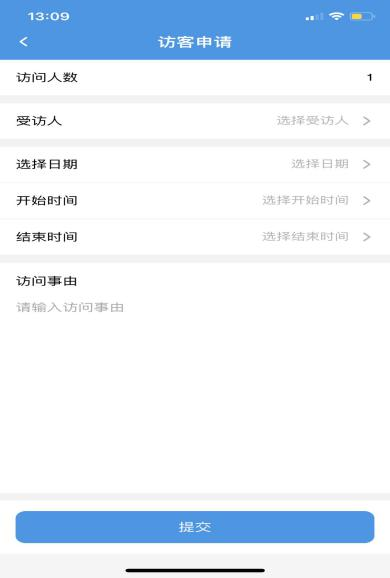 13:09
访客申请
访问人数 1
受访人 选择受访人
选择日期 选择日期
开始时间 选择开始时间
结束时间 选择结束时间
访问事由
请输入访问事由
提交